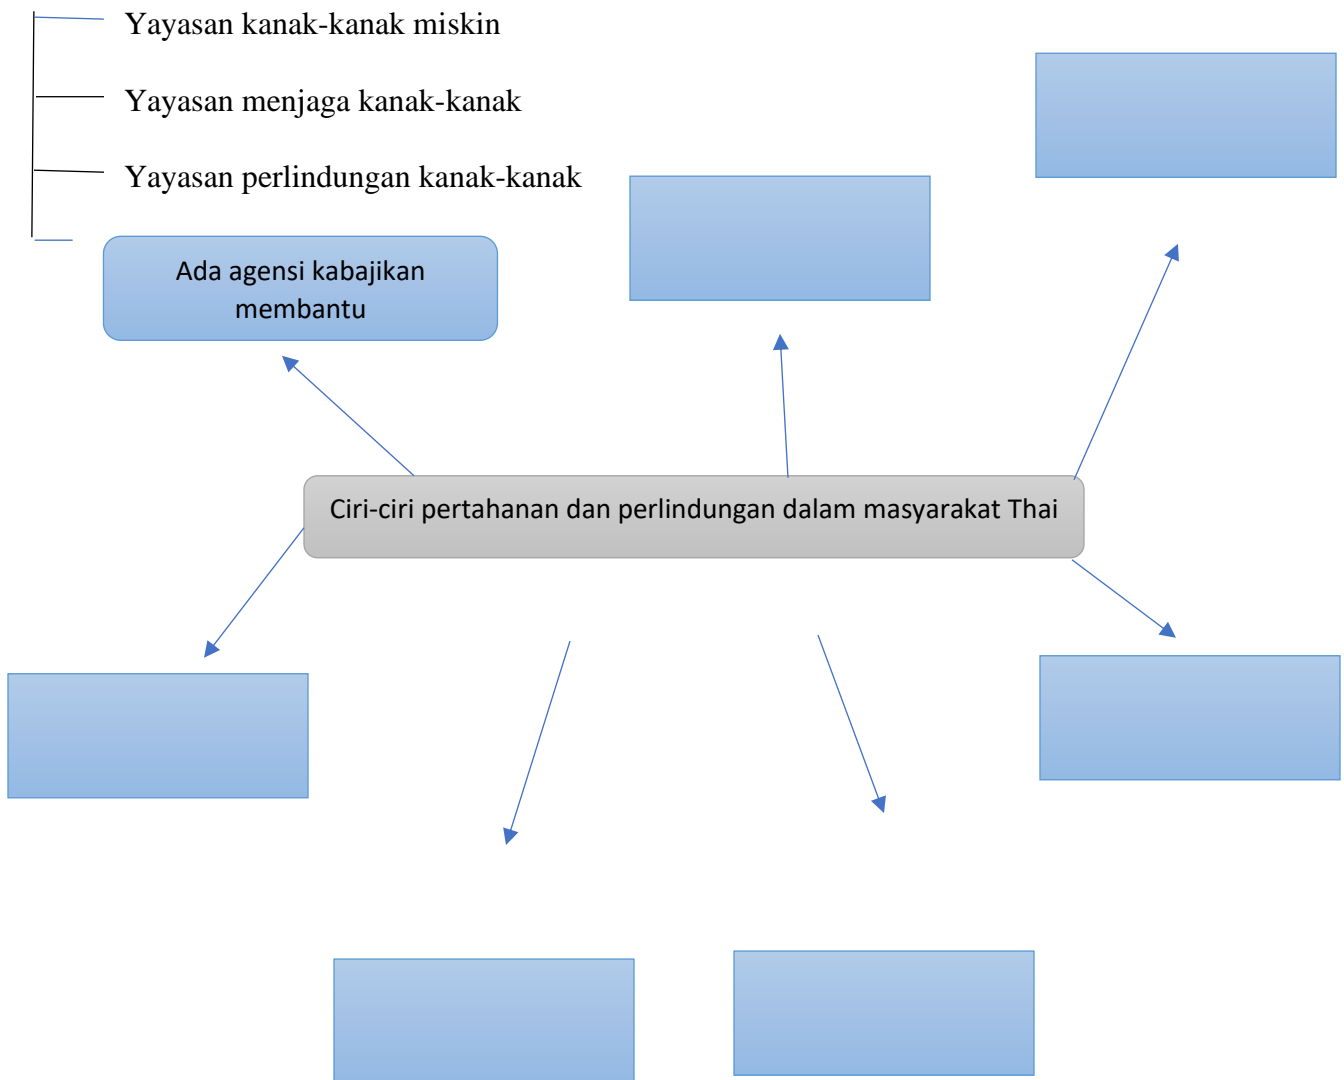 Yayasan kanak-kanak miskin
Yayasan menjaga kanak-kanak
Yayasan perlindungan kanak-kanak
Ada agensi kabajikan
membantu
Ciri-ciri pertahanan dan perlindungan dalam masyarakat Thai